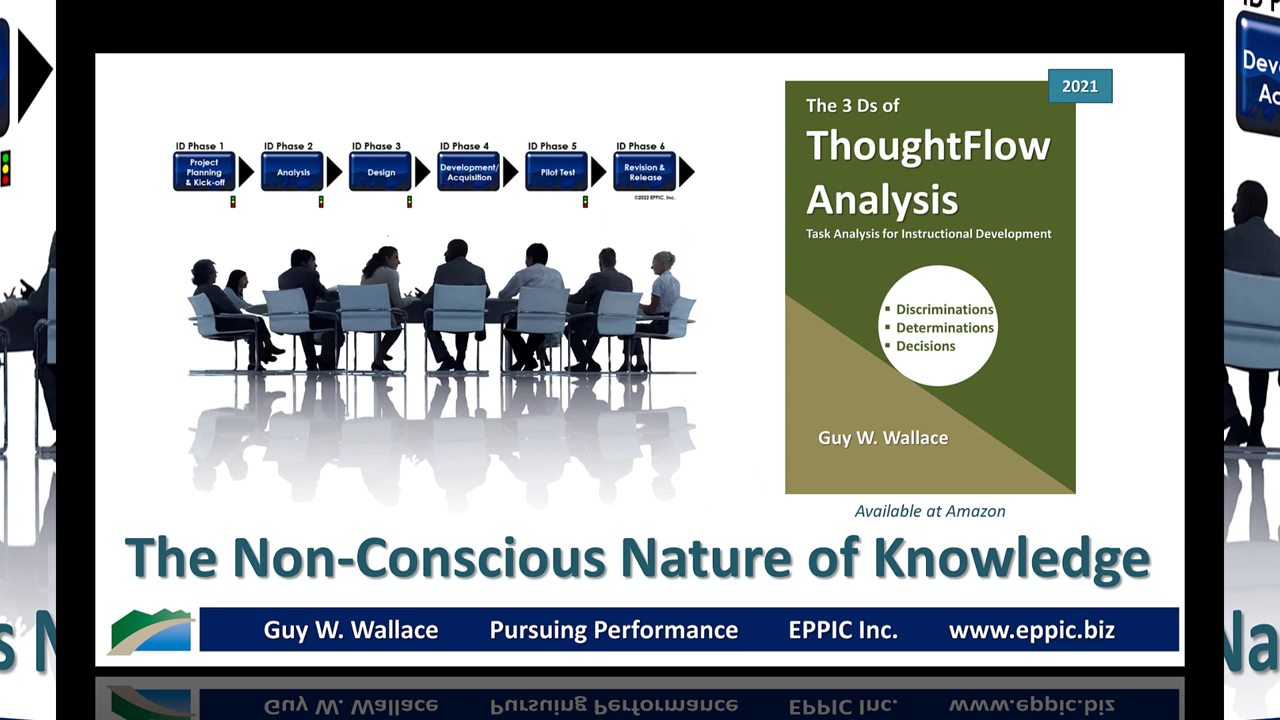 ID Phase 1
Project
Planning
& Kick-off
ID Phase 2
Analysis
ID Phase 3
Design
ID Phase 4
Development/
Acquisition
ID Phase 5
Pilot Test
ID Phase 6
Revision &
Release
©2022 EPPIC, Inc.
2021
The 3 Ds of
ThoughtFlow
Analysis
Task Analysis for Instructional Development
▪ Discriminations
▪ Determinations
▪ Decisions
Guy W. Wallace
Available at Amazon
The Non-Conscious Nature of Knowledge
Guy W. Wallace Pursuing Performance EPPIC Inc. www.eppic.biz